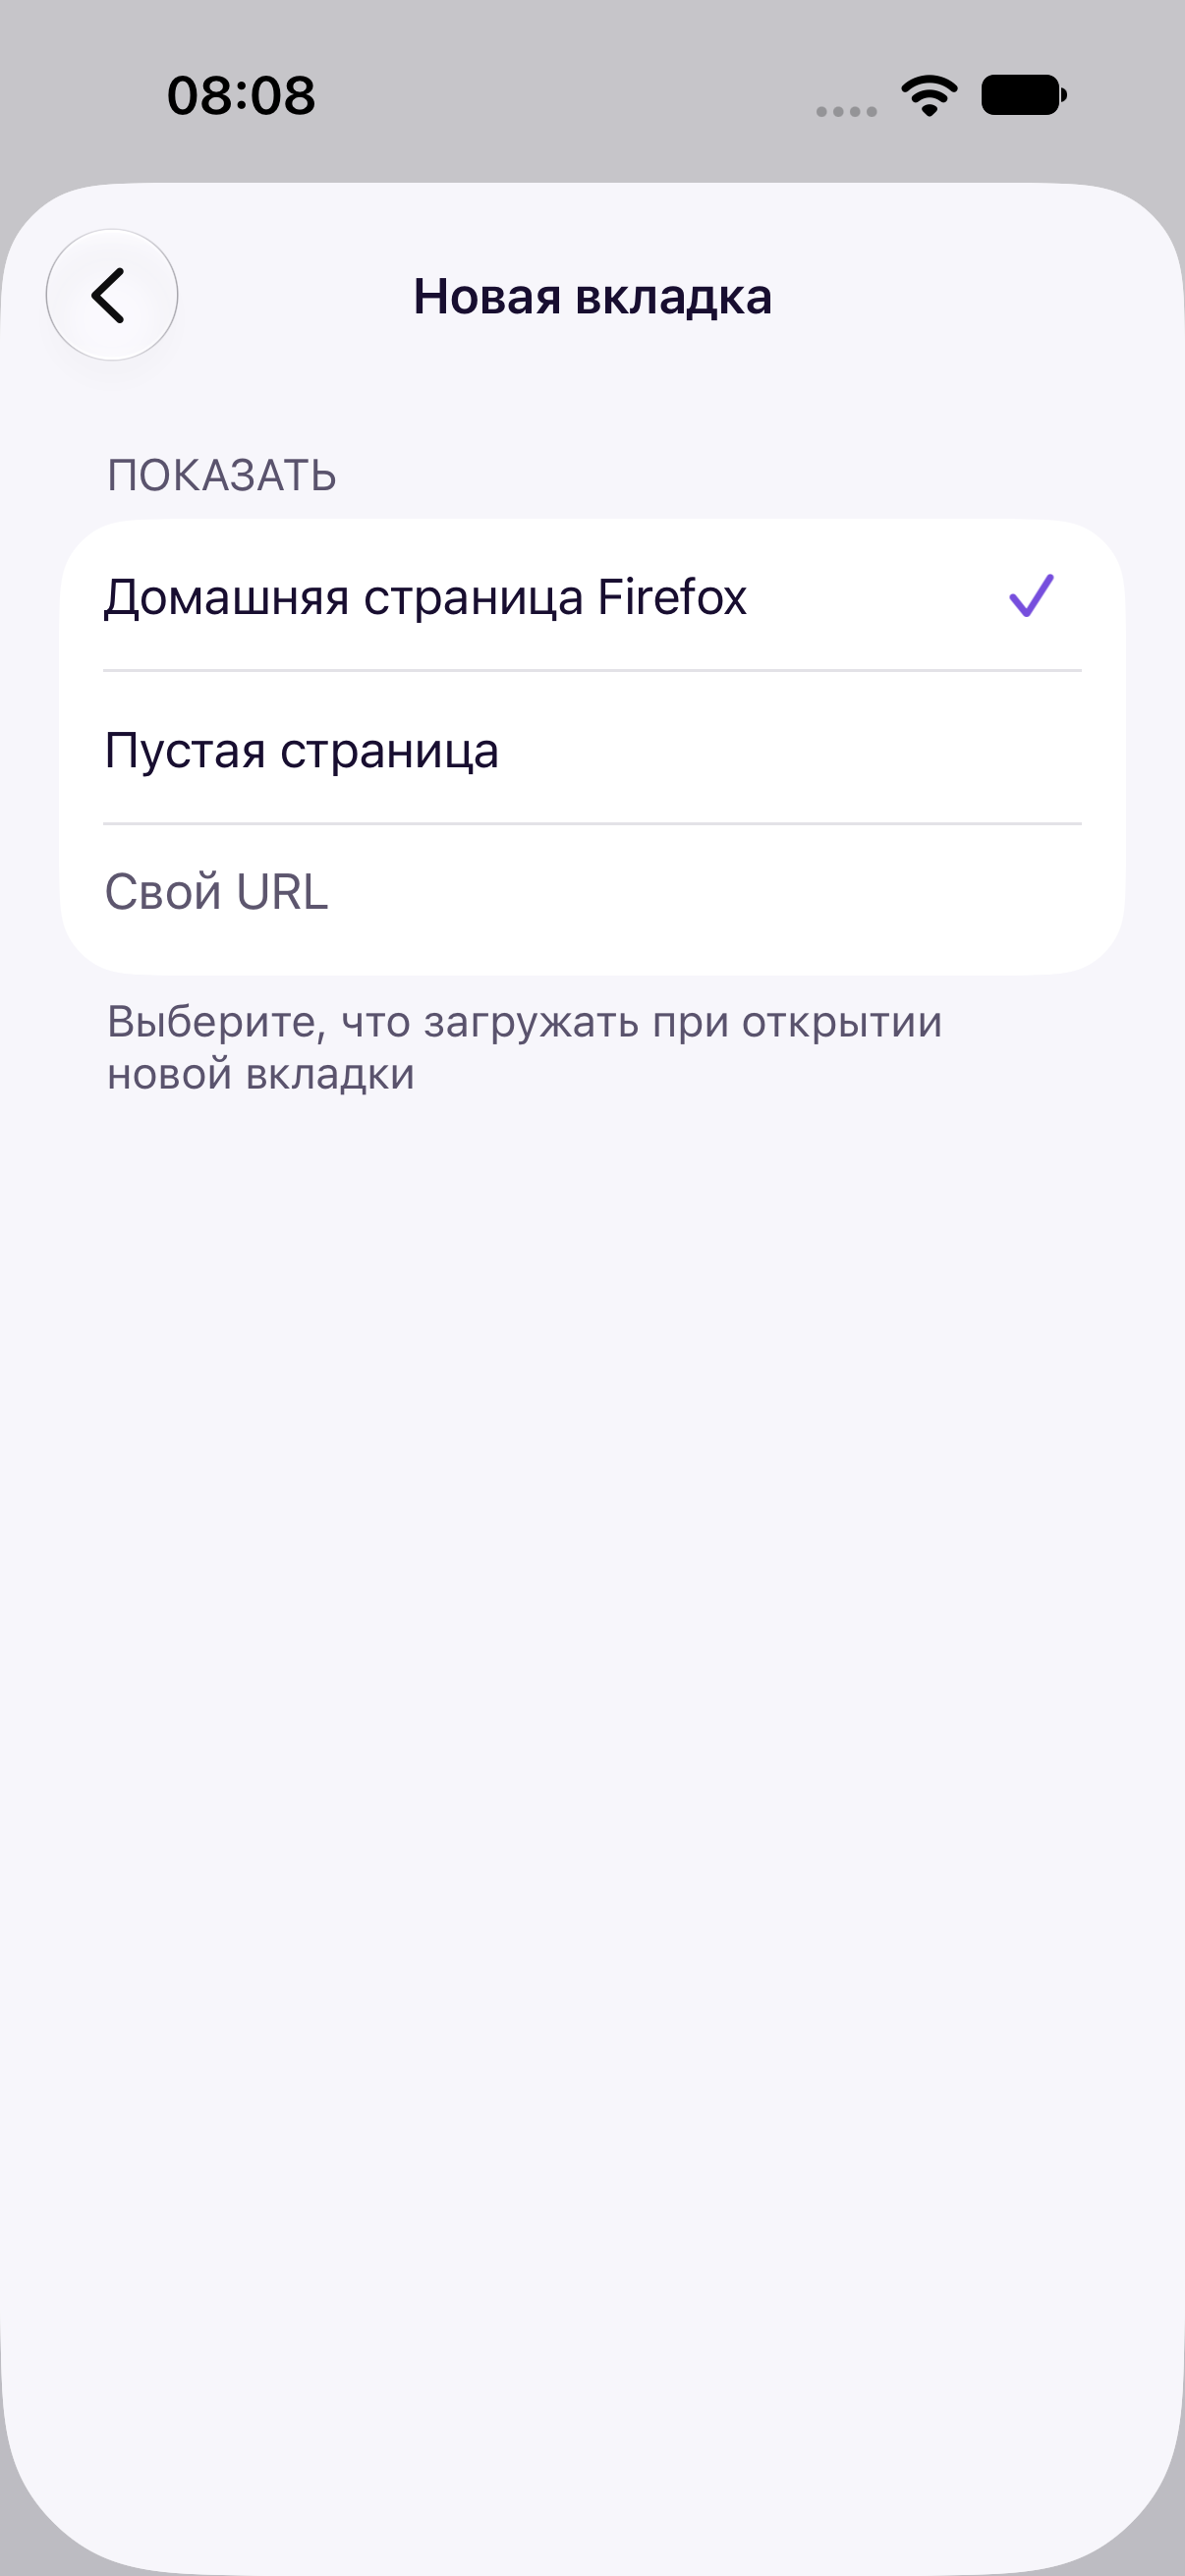 08:08
Новая вкладка
ПОКАЗАТЬ
Домашняя страница Firefox
Пустая страница
Свой URL
Выберите, что загружать при открытии
новой вкладки